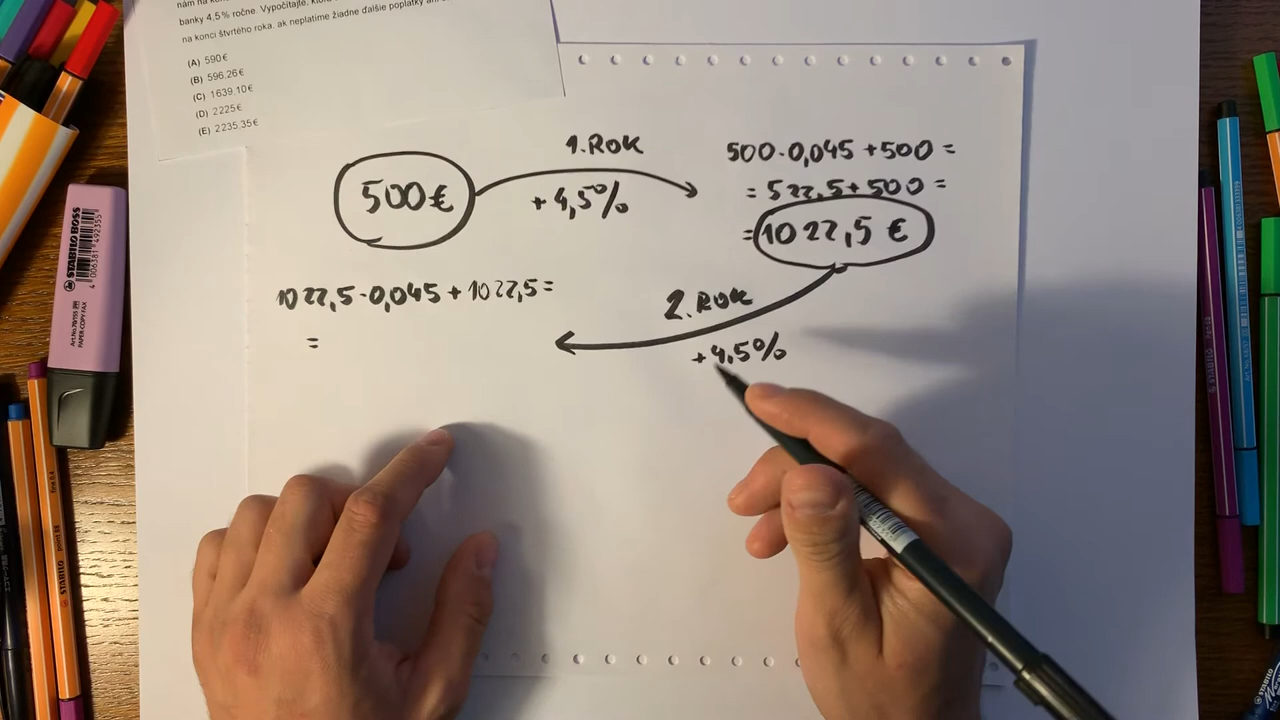 banky 4,5% ročne. Vypočítajte,
na konci štvrtého roka, ak neplatíme žiadne ďalšie poplatky
(A) 590€
(B) 596,26€
(C) 1639,10€
(D) 2225€
(E) 2235,35€
500€
1.ROK
+4,5%
500·0,045+500=
=522,5+500=
=1022,5 €
1022,5·0,045+1022,5=
=
2.ROK
+4,5%
STABILO BOSS
4006381492355